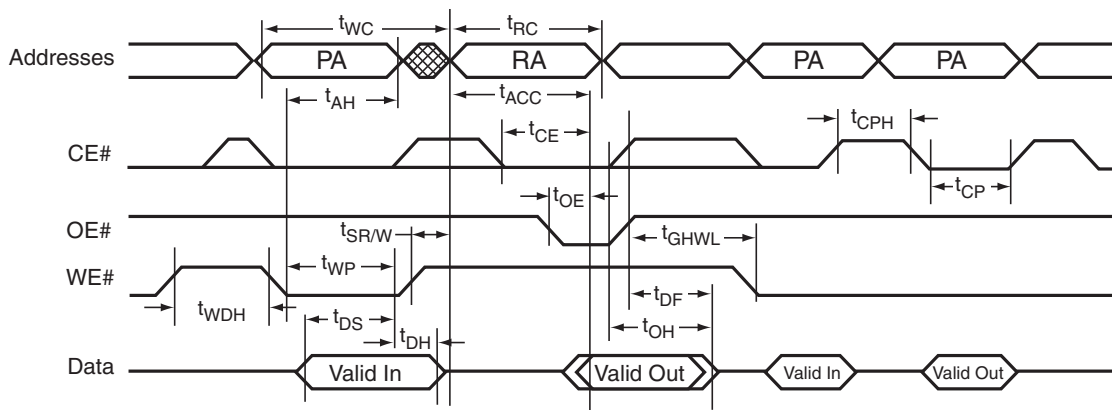 tWC
tRC
Addresses
PA
RA
PA
PA
tAH
tACC
tCE
tCPH
CE#
tOE
tCP
OE#
tSR/W
tGHWL
WE#
tWP
tWDH
tDS
tDF
tDH
tOH
Data
Valid In
Valid Out
Valid In
Valid Out